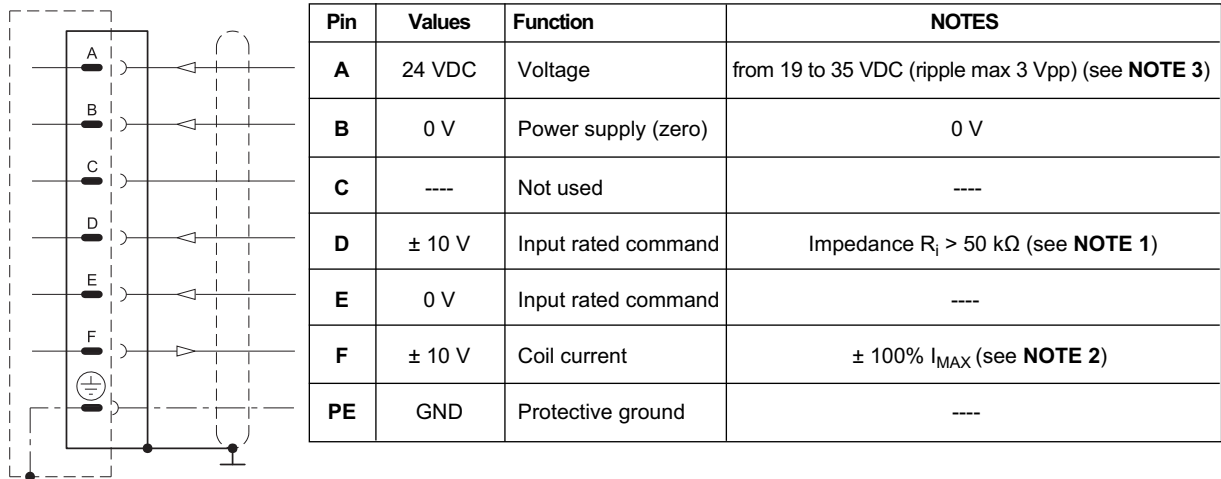 A
B
C
D
E
F
Pin Values Function NOTES
A 24 VDC Voltage from 19 to 35 VDC (ripple max 3 Vpp) (see NOTE 3)
B 0 V Power supply (zero) 0 V
C ---- Not used ----
D ± 10 V Input rated command Impedance Ri > 50 kΩ (see NOTE 1)
E 0 V Input rated command ----
F ± 10 V Coil current ± 100% IMAX (see NOTE 2)
PE GND Protective ground ----